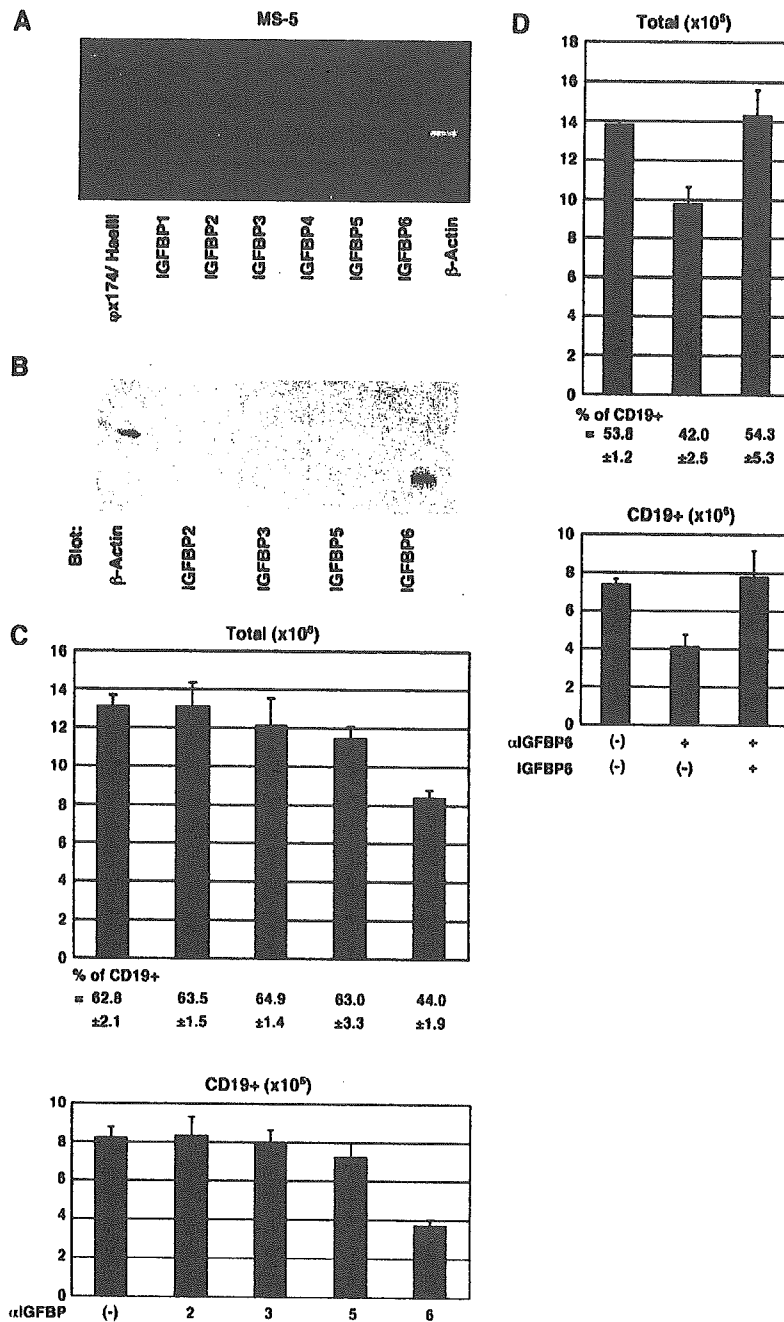 A
MS-5
φx174/ HaeIII
IGFBP1
IGFBP2
IGFBP3
IGFBP4
IGFBP5
IGFBP6
β-Actin
B
Blot:
β-Actin
IGFBP2
IGFBP3
IGFBP5
IGFBP6
C
Total (x10⁵)
16
14
12
10
8
6
4
2
0
% of CD19+
= 62.8 63.5 64.9 63.0 44.0
±2.1 ±1.5 ±1.4 ±3.3 ±1.9
CD19+ (x10⁵)
10
8
6
4
2
0
αIGFBP (-) 2 3 5 6
D
Total (x10⁵)
18
16
14
12
10
8
6
4
2
0
% of CD19+
= 53.8 42.0 54.3
±1.2 ±2.5 ±5.3
CD19+ (x10⁵)
10
8
6
4
2
0
αIGFBP6 (-) + +
IGFBP6 (-) (-) +